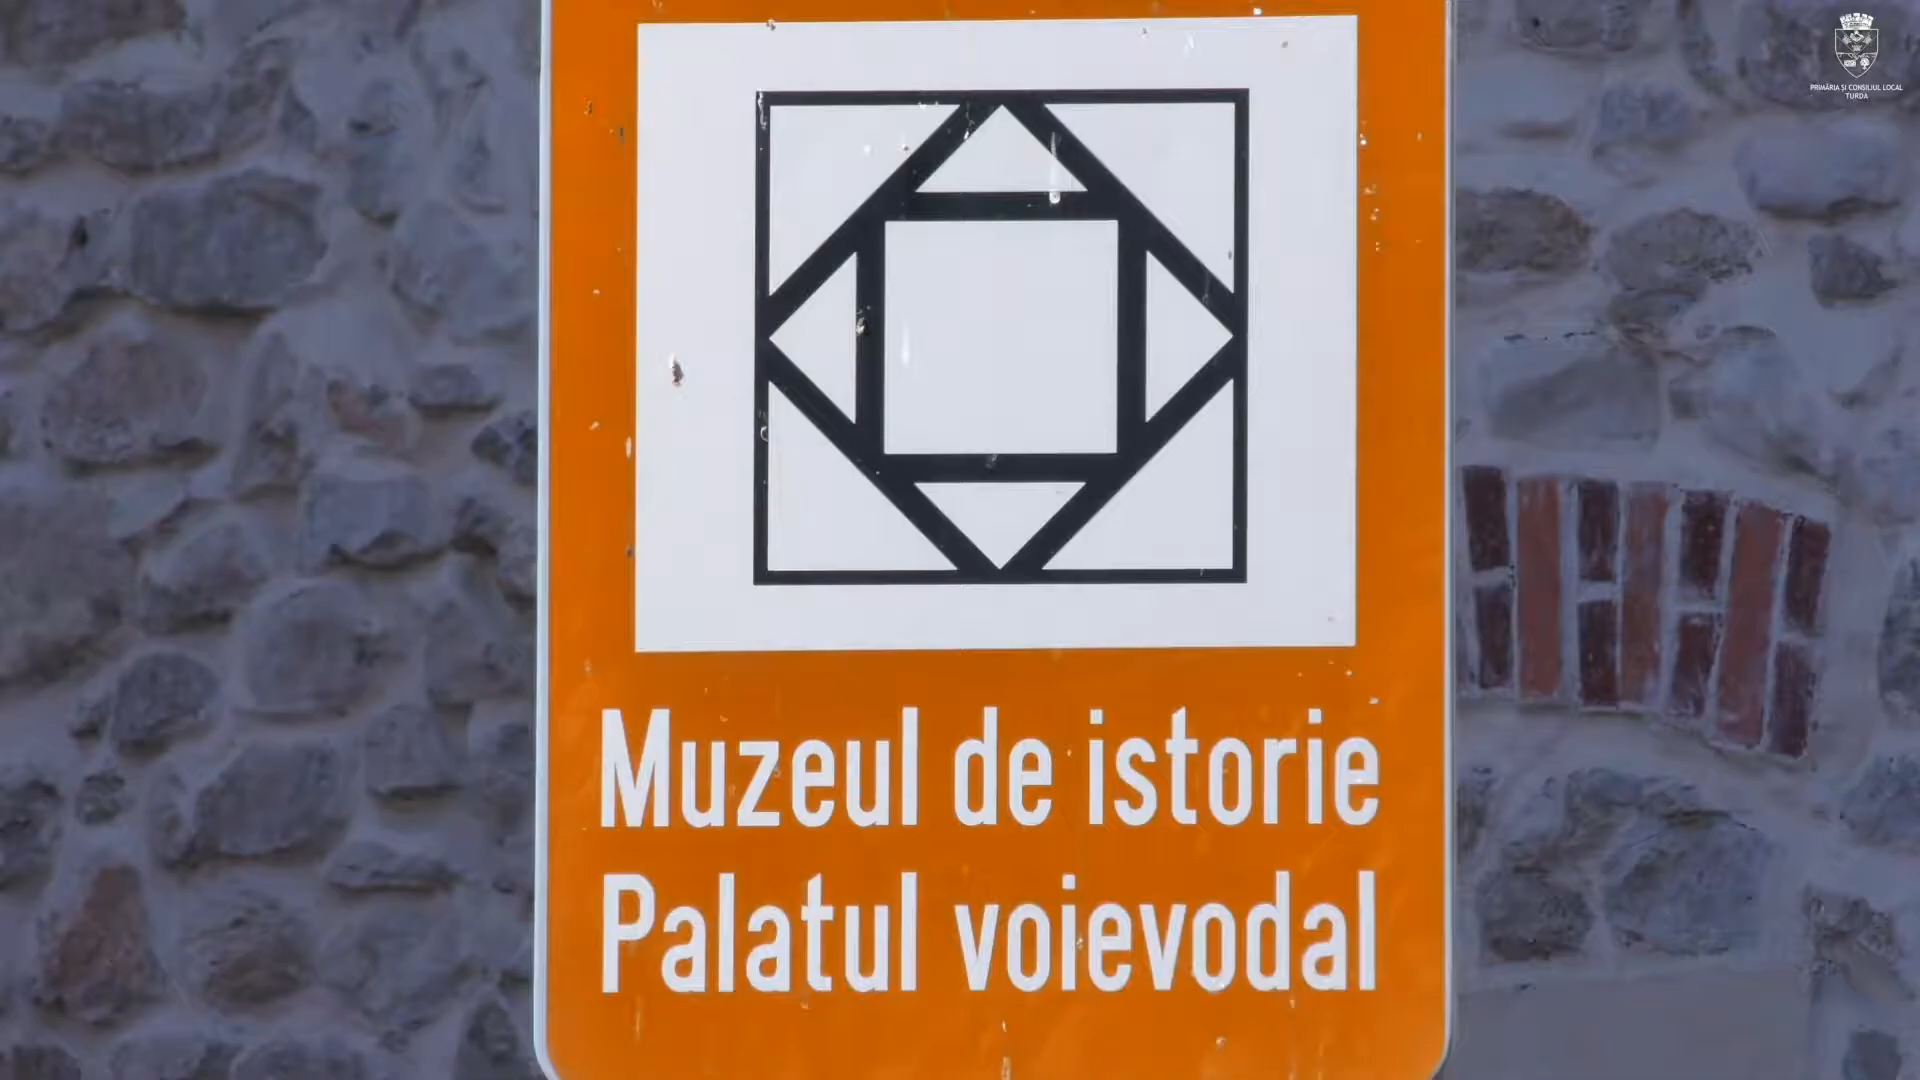 PRIMĂRIA ȘI CONSILIUL LOCAL
TURDA
Muzeul de istorie
Palatul voievodal